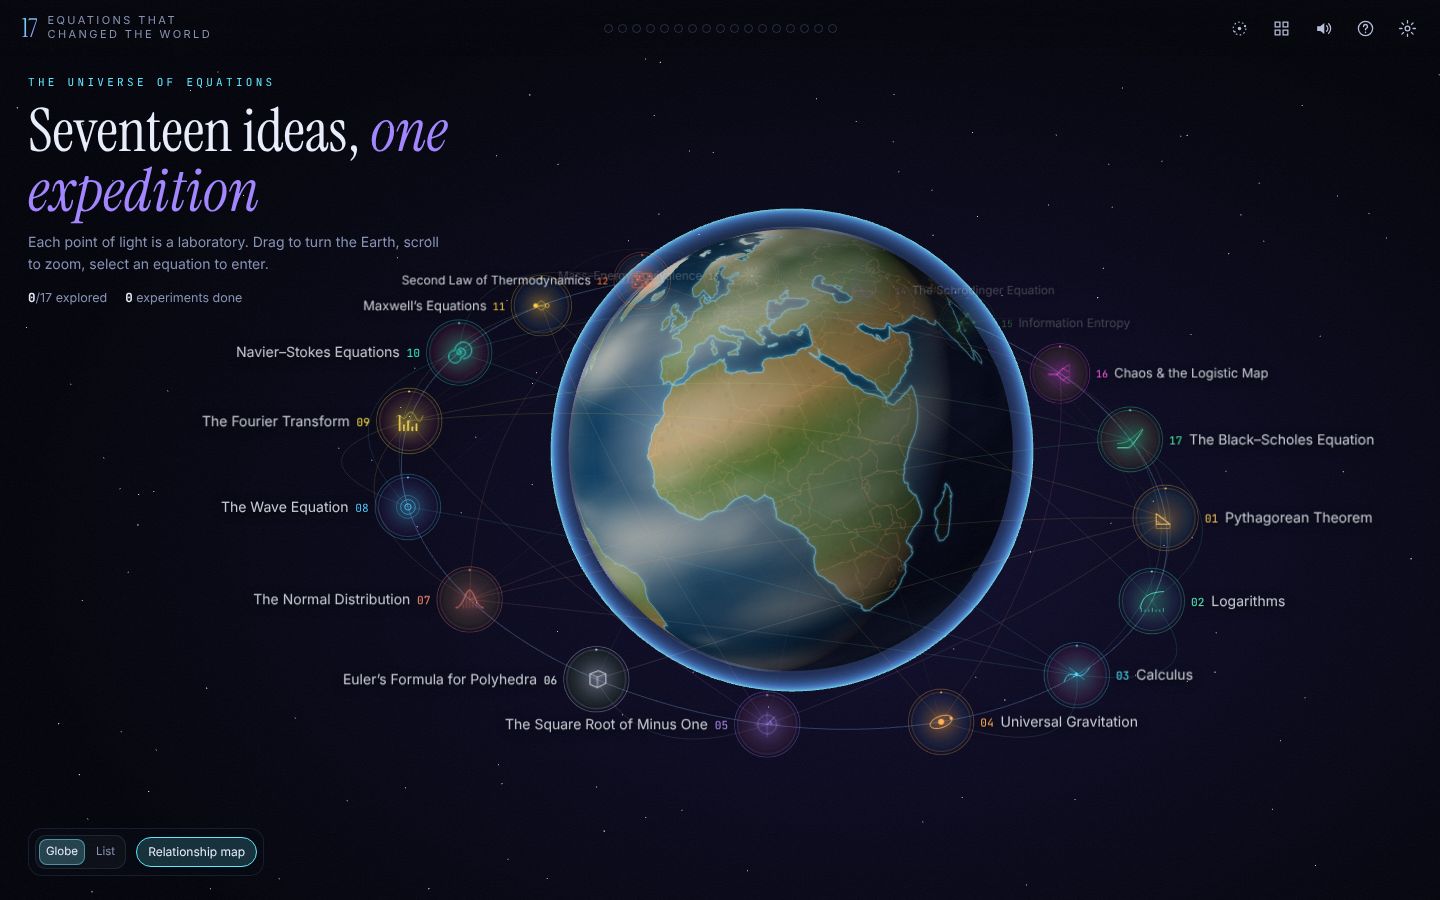 17 EQUATIONS THAT
CHANGED THE WORLD
THE UNIVERSE OF EQUATIONS
Seventeen ideas, one
expedition
Each point of light is a laboratory. Drag to turn the Earth, scroll
to zoom, select an equation to enter.
0/17 explored 0 experiments done
Second Law of Thermodynamics 12
Mass–Energy Equivalence
The Schrödinger Equation
Maxwell’s Equations 11
15 Information Entropy
Navier–Stokes Equations 10
16 Chaos & the Logistic Map
The Fourier Transform 09
17 The Black–Scholes Equation
The Wave Equation 08
01 Pythagorean Theorem
The Normal Distribution 07
02 Logarithms
Euler’s Formula for Polyhedra 06
03 Calculus
The Square Root of Minus One 05
04 Universal Gravitation
Globe List Relationship map